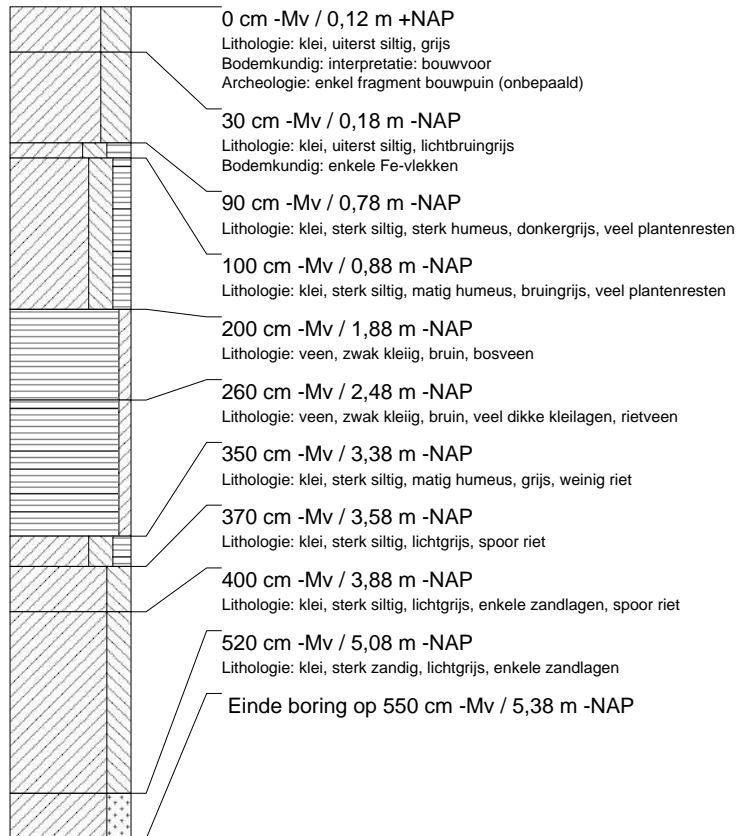 0 cm -Mv / 0,12 m +NAP
Lithologie: klei, uiterst siltig, grijs
Bodemkundig: interpretatie: bouwvoor
Archeologie: enkel fragment bouwpuin (onbepaald)
30 cm -Mv / 0,18 m -NAP
Lithologie: klei, uiterst siltig, lichtbruingrijs
Bodemkundig: enkele Fe-vlekken
90 cm -Mv / 0,78 m -NAP
Lithologie: klei, sterk siltig, sterk humeus, donkergrijs, veel plantenresten
100 cm -Mv / 0,88 m -NAP
Lithologie: klei, sterk siltig, matig humeus, bruingrijs, veel plantenresten
200 cm -Mv / 1,88 m -NAP
Lithologie: veen, zwak kleiig, bruin, bosveen
260 cm -Mv / 2,48 m -NAP
Lithologie: veen, zwak kleiig, bruin, veel dikke kleilagen, rietveen
350 cm -Mv / 3,38 m -NAP
Lithologie: klei, sterk siltig, matig humeus, grijs, weinig riet
370 cm -Mv / 3,58 m -NAP
Lithologie: klei, sterk siltig, lichtgrijs, spoor riet
400 cm -Mv / 3,88 m -NAP
Lithologie: klei, sterk siltig, lichtgrijs, enkele zandlagen, spoor riet
520 cm -Mv / 5,08 m -NAP
Lithologie: klei, sterk zandig, lichtgrijs, enkele zandlagen
Einde boring op 550 cm -Mv / 5,38 m -NAP